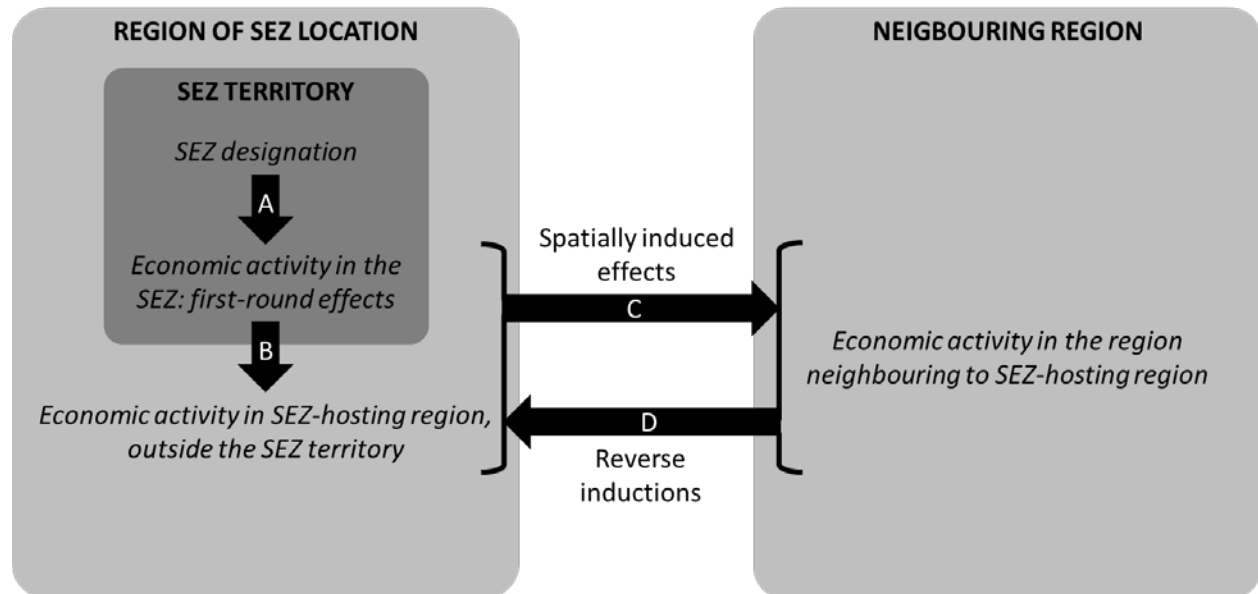 REGION OF SEZ LOCATION
SEZ TERRITORY
SEZ designation
A
Economic activity in the
SEZ: first-round effects
B
Economic activity in SEZ-hosting region,
outside the SEZ territory
Spatially induced
effects
C
D
Reverse
inductions
NEIGBOURING REGION
Economic activity in the region
neighbouring to SEZ-hosting region